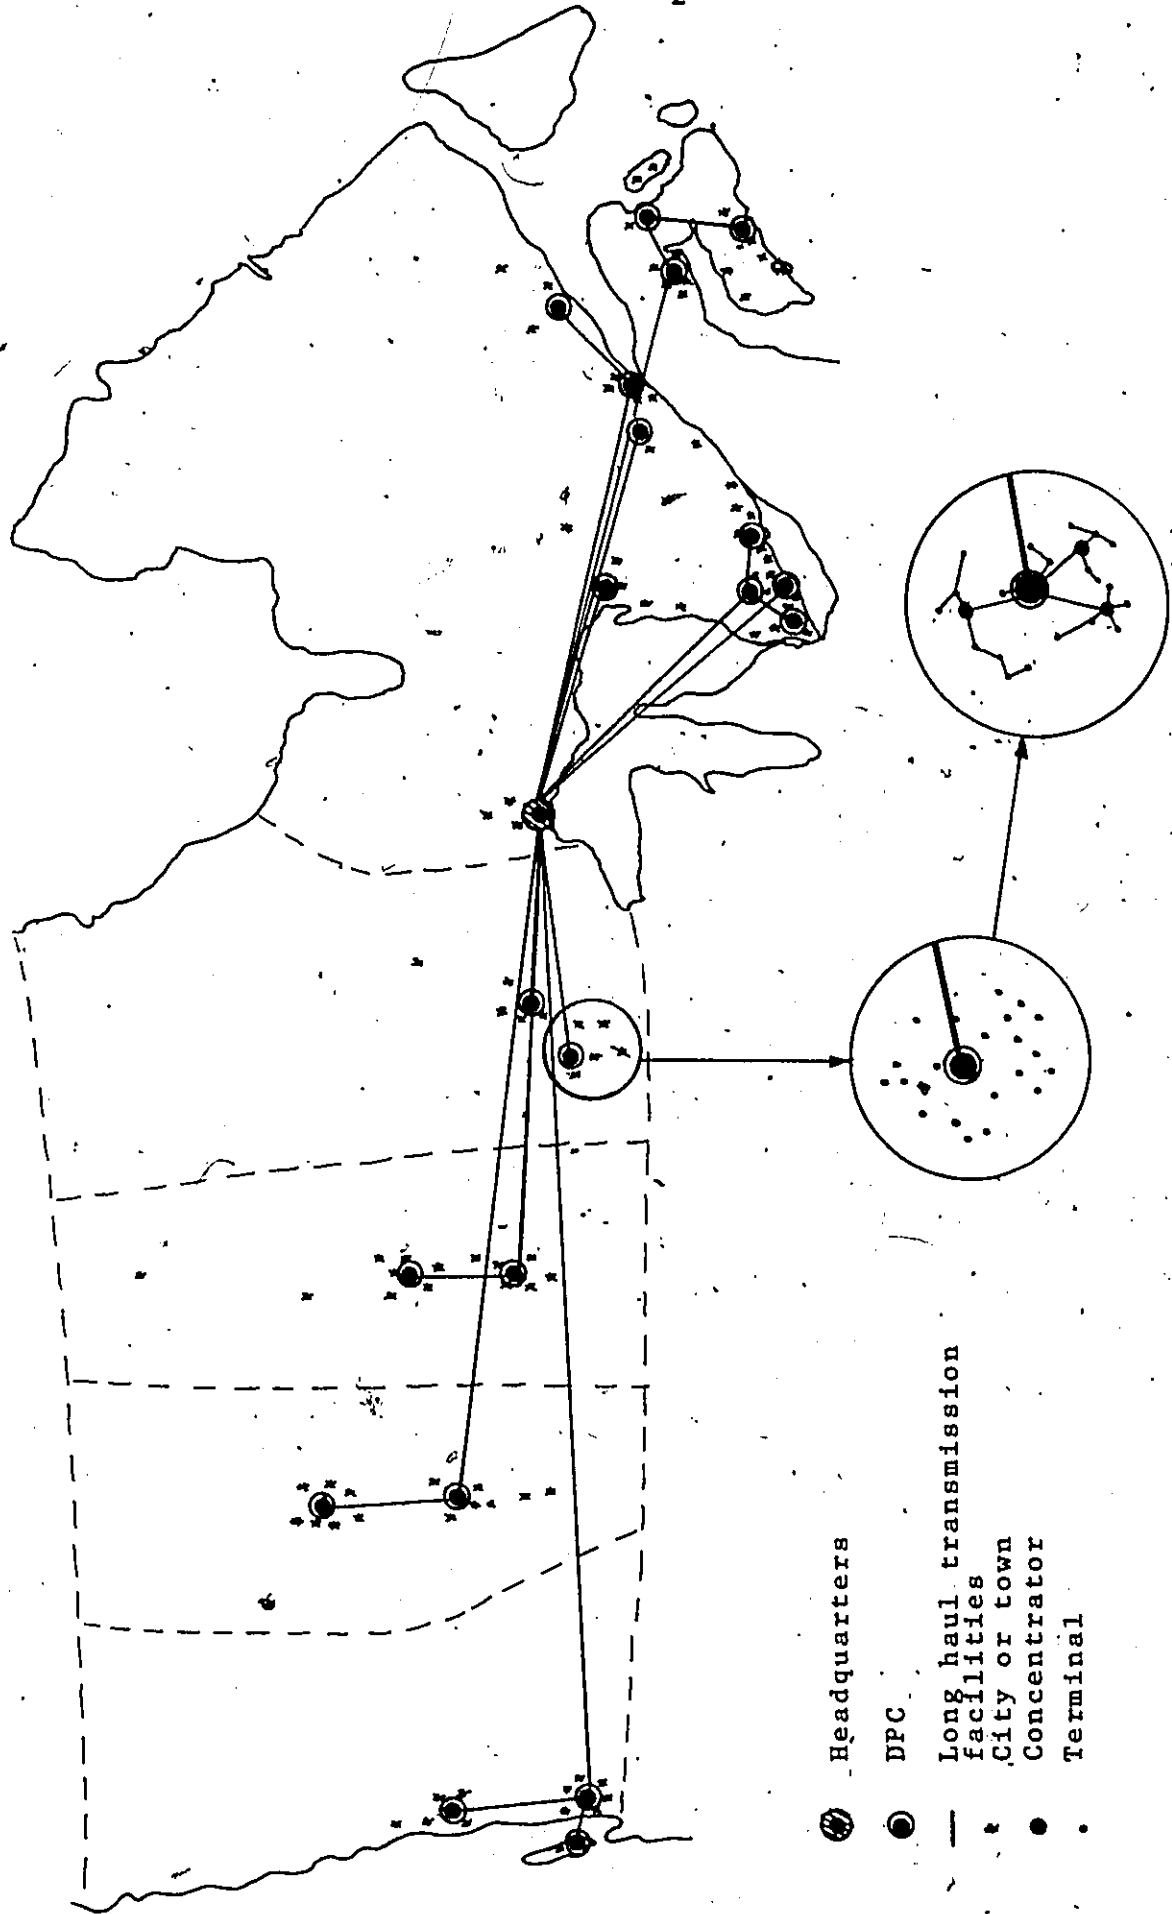 Headquarters
DPC
Long haul transmission
facilities
City or town
Concentrator
Terminal